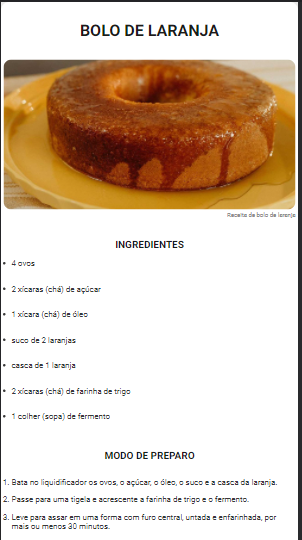 BOLO DE LARANJA
Receita de bolo de laranja
INGREDIENTES
• 4 ovos
• 2 xícaras (chá) de açúcar
• 1 xícara (chá) de óleo
• suco de 2 laranjas
• casca de 1 laranja
• 2 xícaras (chá) de farinha de trigo
• 1 colher (sopa) de fermento
MODO DE PREPARO
1. Bata no liquidificador os ovos, o açúcar, o óleo, o suco e a casca da laranja.
2. Passe para uma tigela e acrescente a farinha de trigo e o fermento.
3. Leve para assar em uma forma com furo central, untada e enfarinhada, por
mais ou menos 30 minutos.